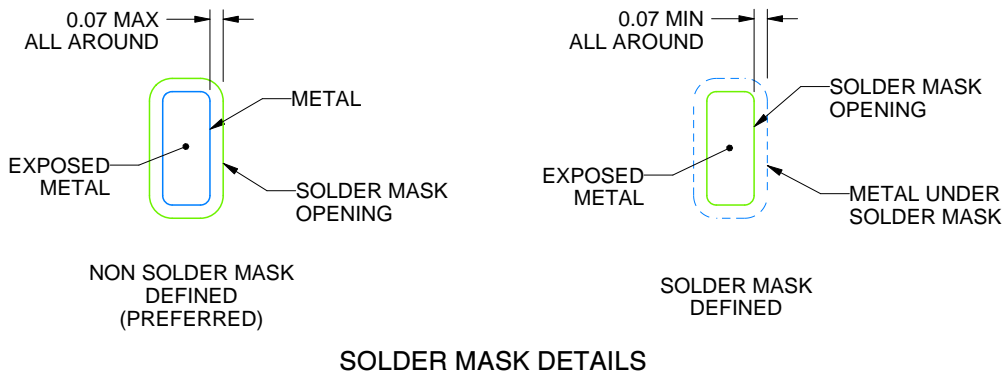 0.07 MAX
ALL AROUND
METAL
EXPOSED
METAL
SOLDER MASK
OPENING
NON SOLDER MASK
DEFINED
(PREFERRED)
0.07 MIN
ALL AROUND
SOLDER MASK
OPENING
EXPOSED
METAL
METAL UNDER
SOLDER MASK
SOLDER MASK
DEFINED
SOLDER MASK DETAILS